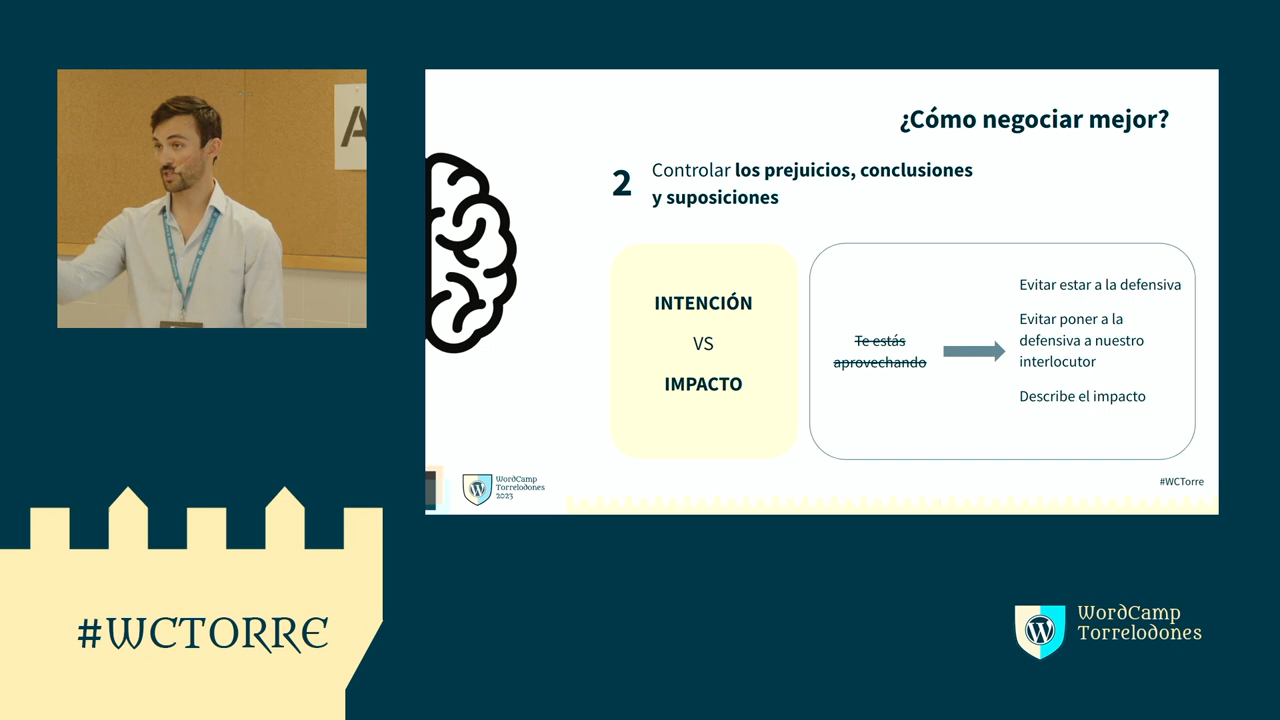 A
¿Cómo negociar mejor?
2
Controlar los prejuicios, conclusiones
y suposiciones
INTENCIÓN
VS
IMPACTO
Te estás
aprovechando
Evitar estar a la defensiva
Evitar poner a la
defensiva a nuestro
interlocutor
Describe el impacto
WordCamp
Torrelodones
2023
#WCTorre
#WCTORRE
WordCamp
Torrelodones